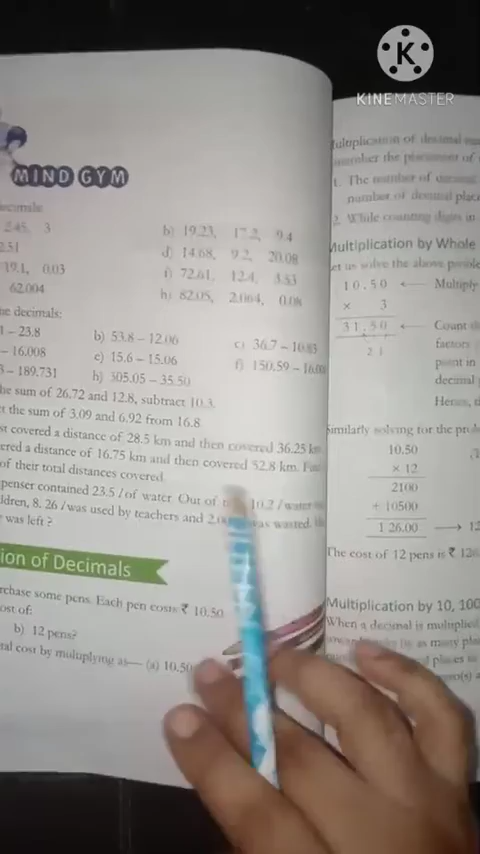 K
KINEMASTER
MIND GYM
2.45, 3
b) 19.23, 17.2, 9.4
2.51
d) 14.68, 9.2, 20.08
19.1, 0.03
f) 72.61, 12.4, 3.53
62.004
h) 82.05, 2.064, 0.08
he decimals:
1 – 23.8
b) 53.8 – 12.06
c) 36.7 – 10.83
– 16.008
e) 15.6 – 15.06
f) 150.59 –
– 189.731
h) 305.05 – 35.50
he sum of 26.72 and 12.8, subtract 10.3.
t the sum of 3.09 and 6.92 from 16.8
st covered a distance of 28.5 km and then covered 36.25 km
ered a distance of 16.75 km and then covered 52.8 km.
of their total distances covered.
penser contained 23.5 l of water. Out of 10.2 l water
ldren, 8.26 l was used by teachers and was wasted.
was left ?
ion of Decimals
rchase some pens. Each pen costs ₹ 10.50
ost of:
b) 12 pens?
al cost by multiplying as— (a) 10.50
ultiplication of decimal
the placement of
1. The number of decimal
number of decimal place
2. While counting digits in
Multiplication by Whole
et us solve the above proble
10.50 ← Multiply
× 3
31.50 ← Count th
2 1
factors
point in
decimal
Hence, t
Similarly solving for the prob
10.50
× 12
2100
+ 10500
126.00 → 12
The cost of 12 pens is ₹ 126
Multiplication by 10, 100
When a decimal is multiplied
by as many pla
places to
zero(s) a